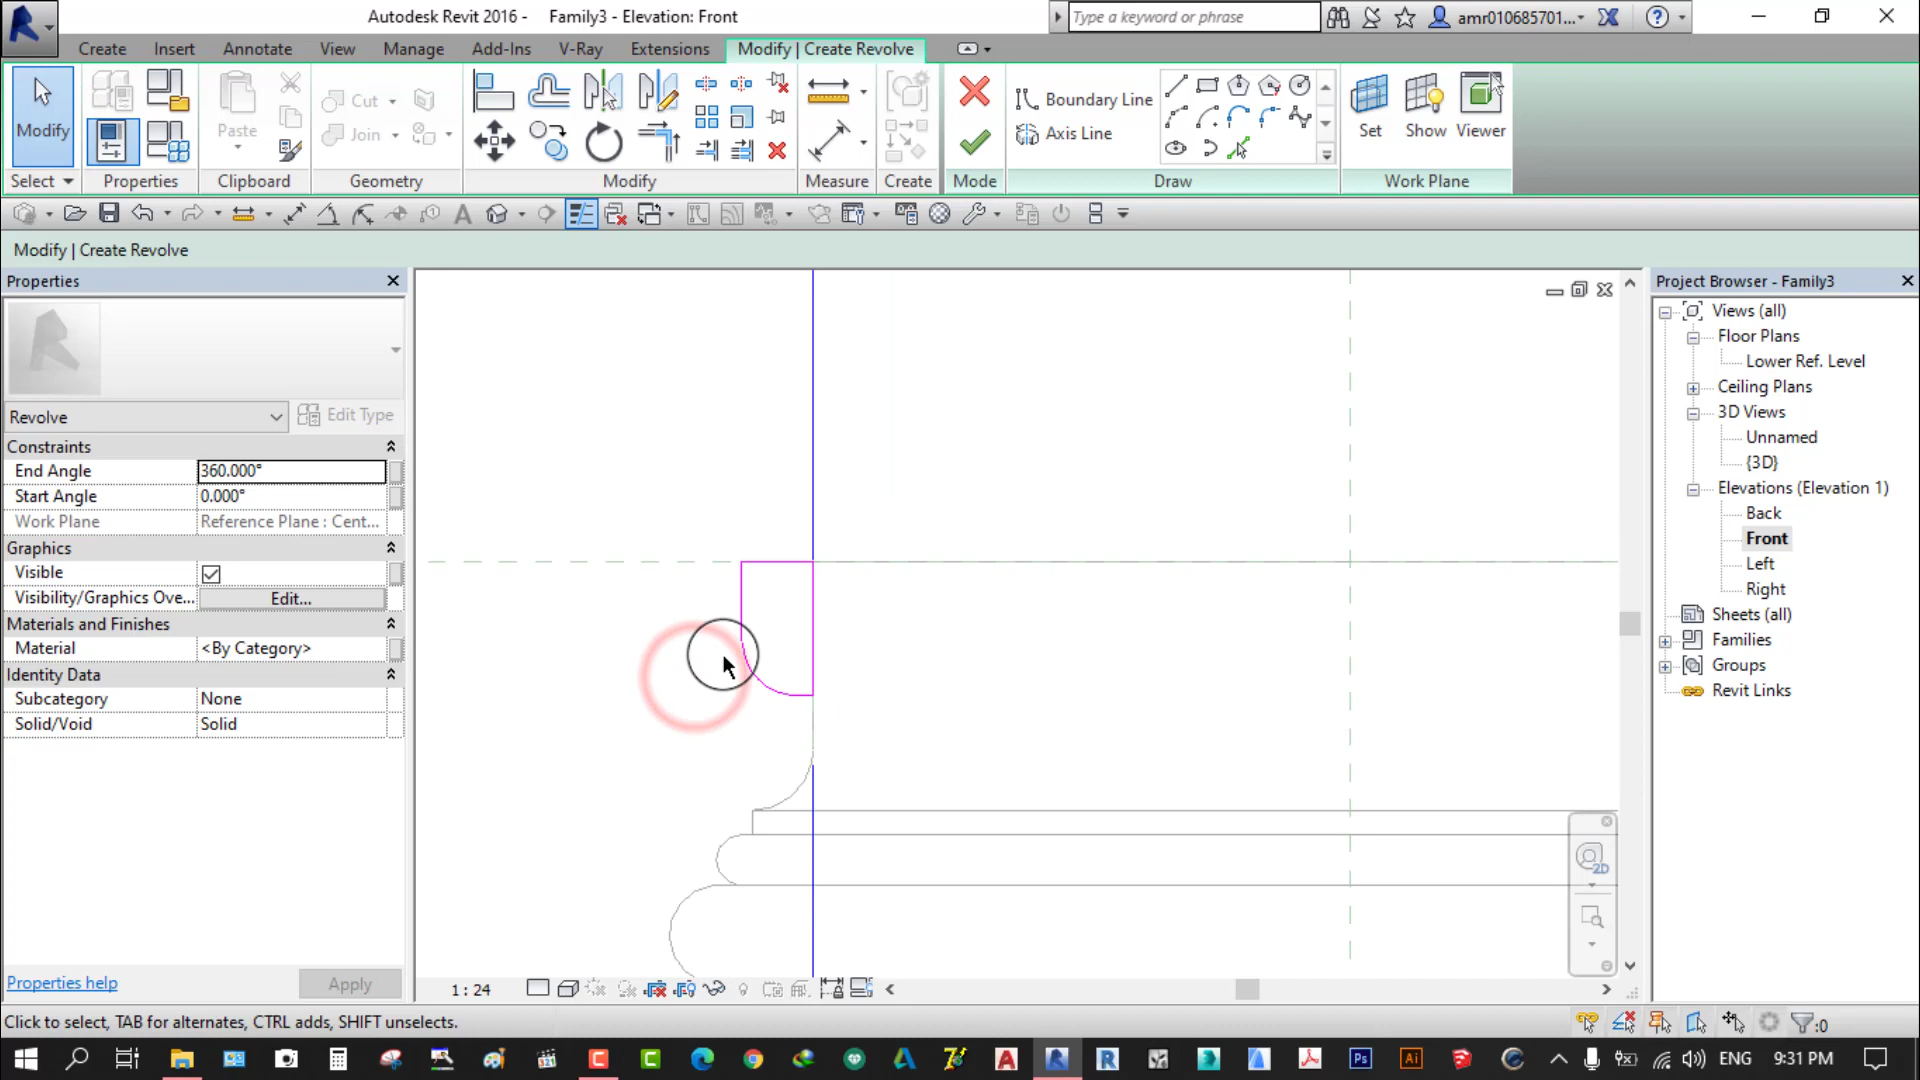 Autodesk Revit 2016 - Family3 - Elevation: Front
Type a keyword or phrase
amr010685701...
Create Insert Annotate View Manage Add-Ins V-Ray Extensions Modify | Create Revolve
Modify
Select
Properties
Paste
Clipboard
Cut
Join
Geometry
Modify
Measure
Create
Mode
Boundary Line
Axis Line
Draw
Set Show Viewer
Work Plane
Modify | Create Revolve
Properties
Revolve
Edit Type
Constraints
End Angle 360.000°
Start Angle 0.000°
Work Plane Reference Plane : Cent...
Graphics
Visible
Visibility/Graphics Ove... Edit...
Materials and Finishes
Material <By Category>
Identity Data
Subcategory None
Solid/Void Solid
Properties help
Apply
2D
1 : 24
Project Browser - Family3
Views (all)
Floor Plans
Lower Ref. Level
Ceiling Plans
3D Views
Unnamed
{3D}
Elevations (Elevation 1)
Back
Front
Left
Right
Sheets (all)
Families
Groups
Revit Links
Click to select, TAB for alternates, CTRL adds, SHIFT unselects.
:0
ENG 9:31 PM